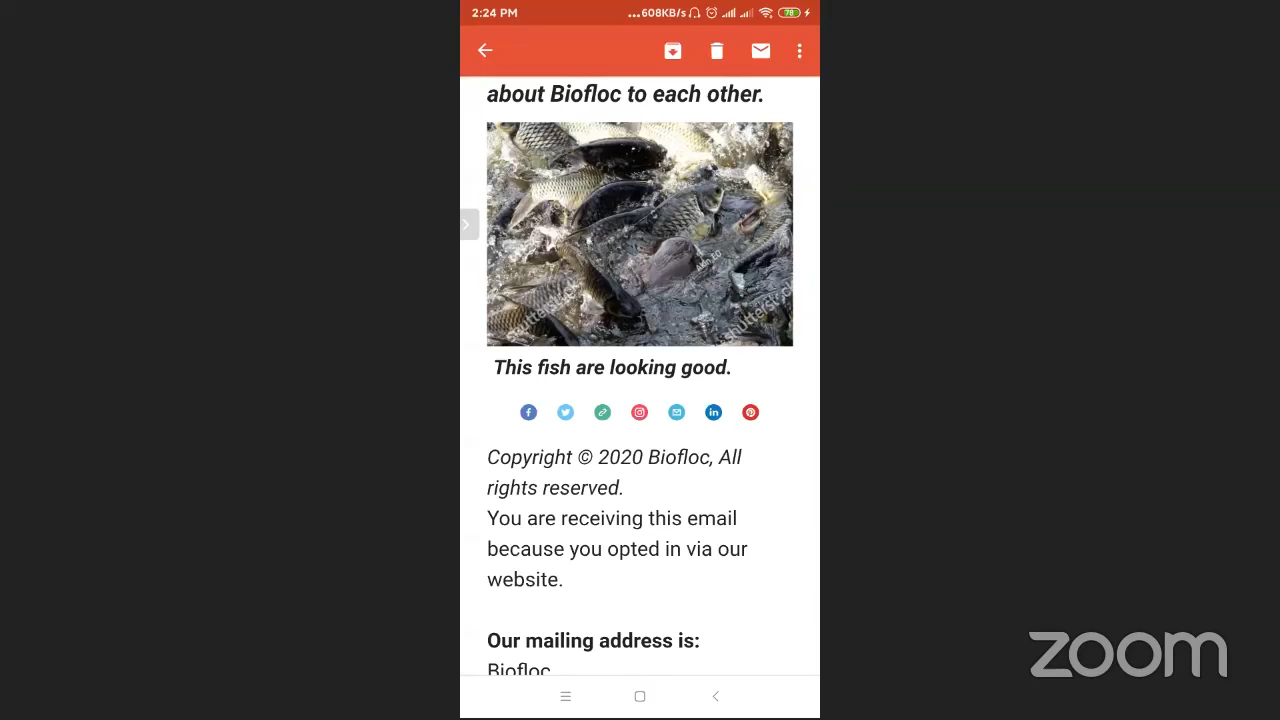 2:24 PM
...608KB/s
78
about Biofloc to each other.
shutterstock
shutterstock
This fish are looking good.
Copyright © 2020 Biofloc, All
rights reserved.
You are receiving this email
because you opted in via our
website.
Our mailing address is:
Biofloc
zoom